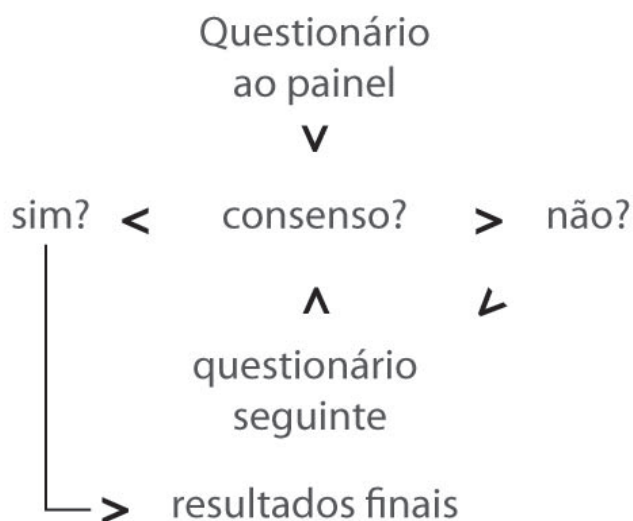 Questionário
ao painel
sim? < consenso? > não?
questionário
seguinte
resultados finais